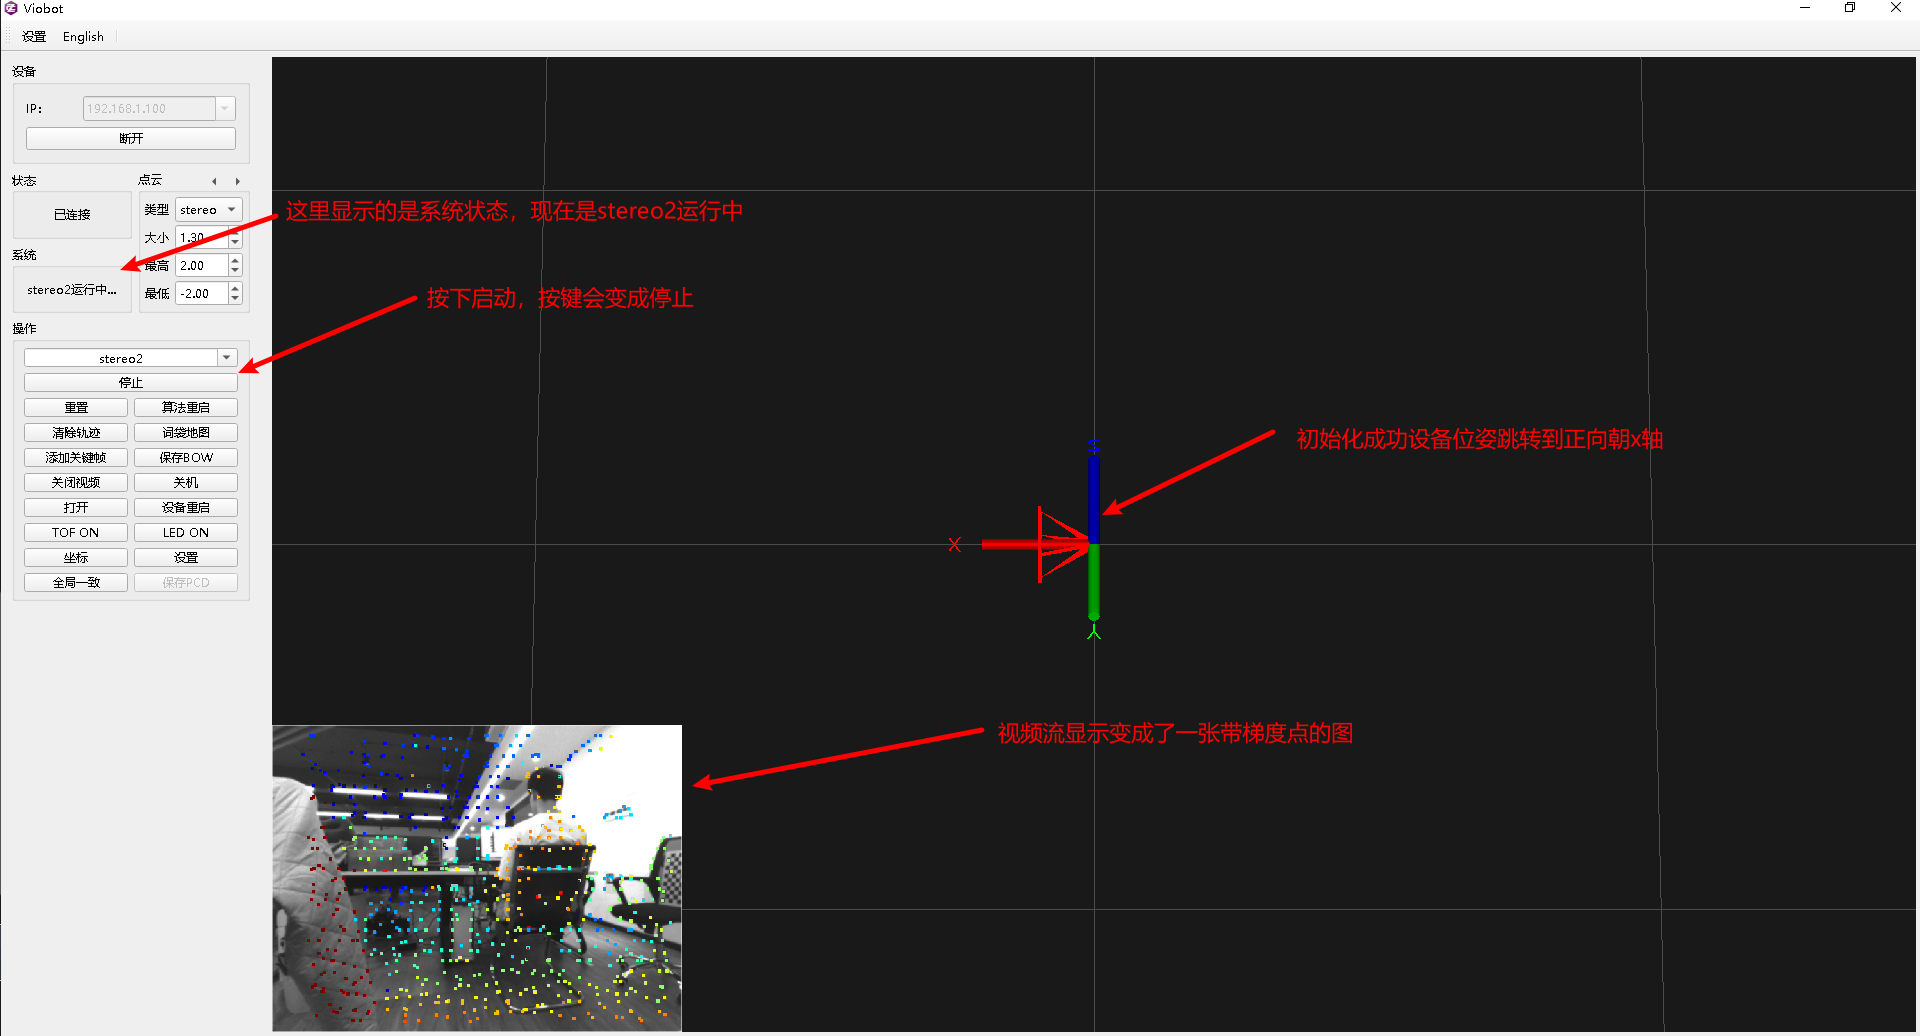 Viobot
设置 English
设备
IP: 192.168.1.100
断开
状态
已连接
点云
类型 stereo
大小 1.30
最高 2.00
最低 -2.00
系统
stereo2运行中...
操作
stereo2
停止
重置 算法重启
清除轨迹 词袋地图
添加关键帧 保存BOW
关闭视频 关机
打开 设备重启
TOF ON LED ON
坐标 设置
全局一致 保存PCD
这里显示的是系统状态，现在是stereo2运行中
按下启动，按键会变成停止
初始化成功设备位姿跳转到正向朝x轴
X
Y
视频流显示变成了一张带梯度点的图